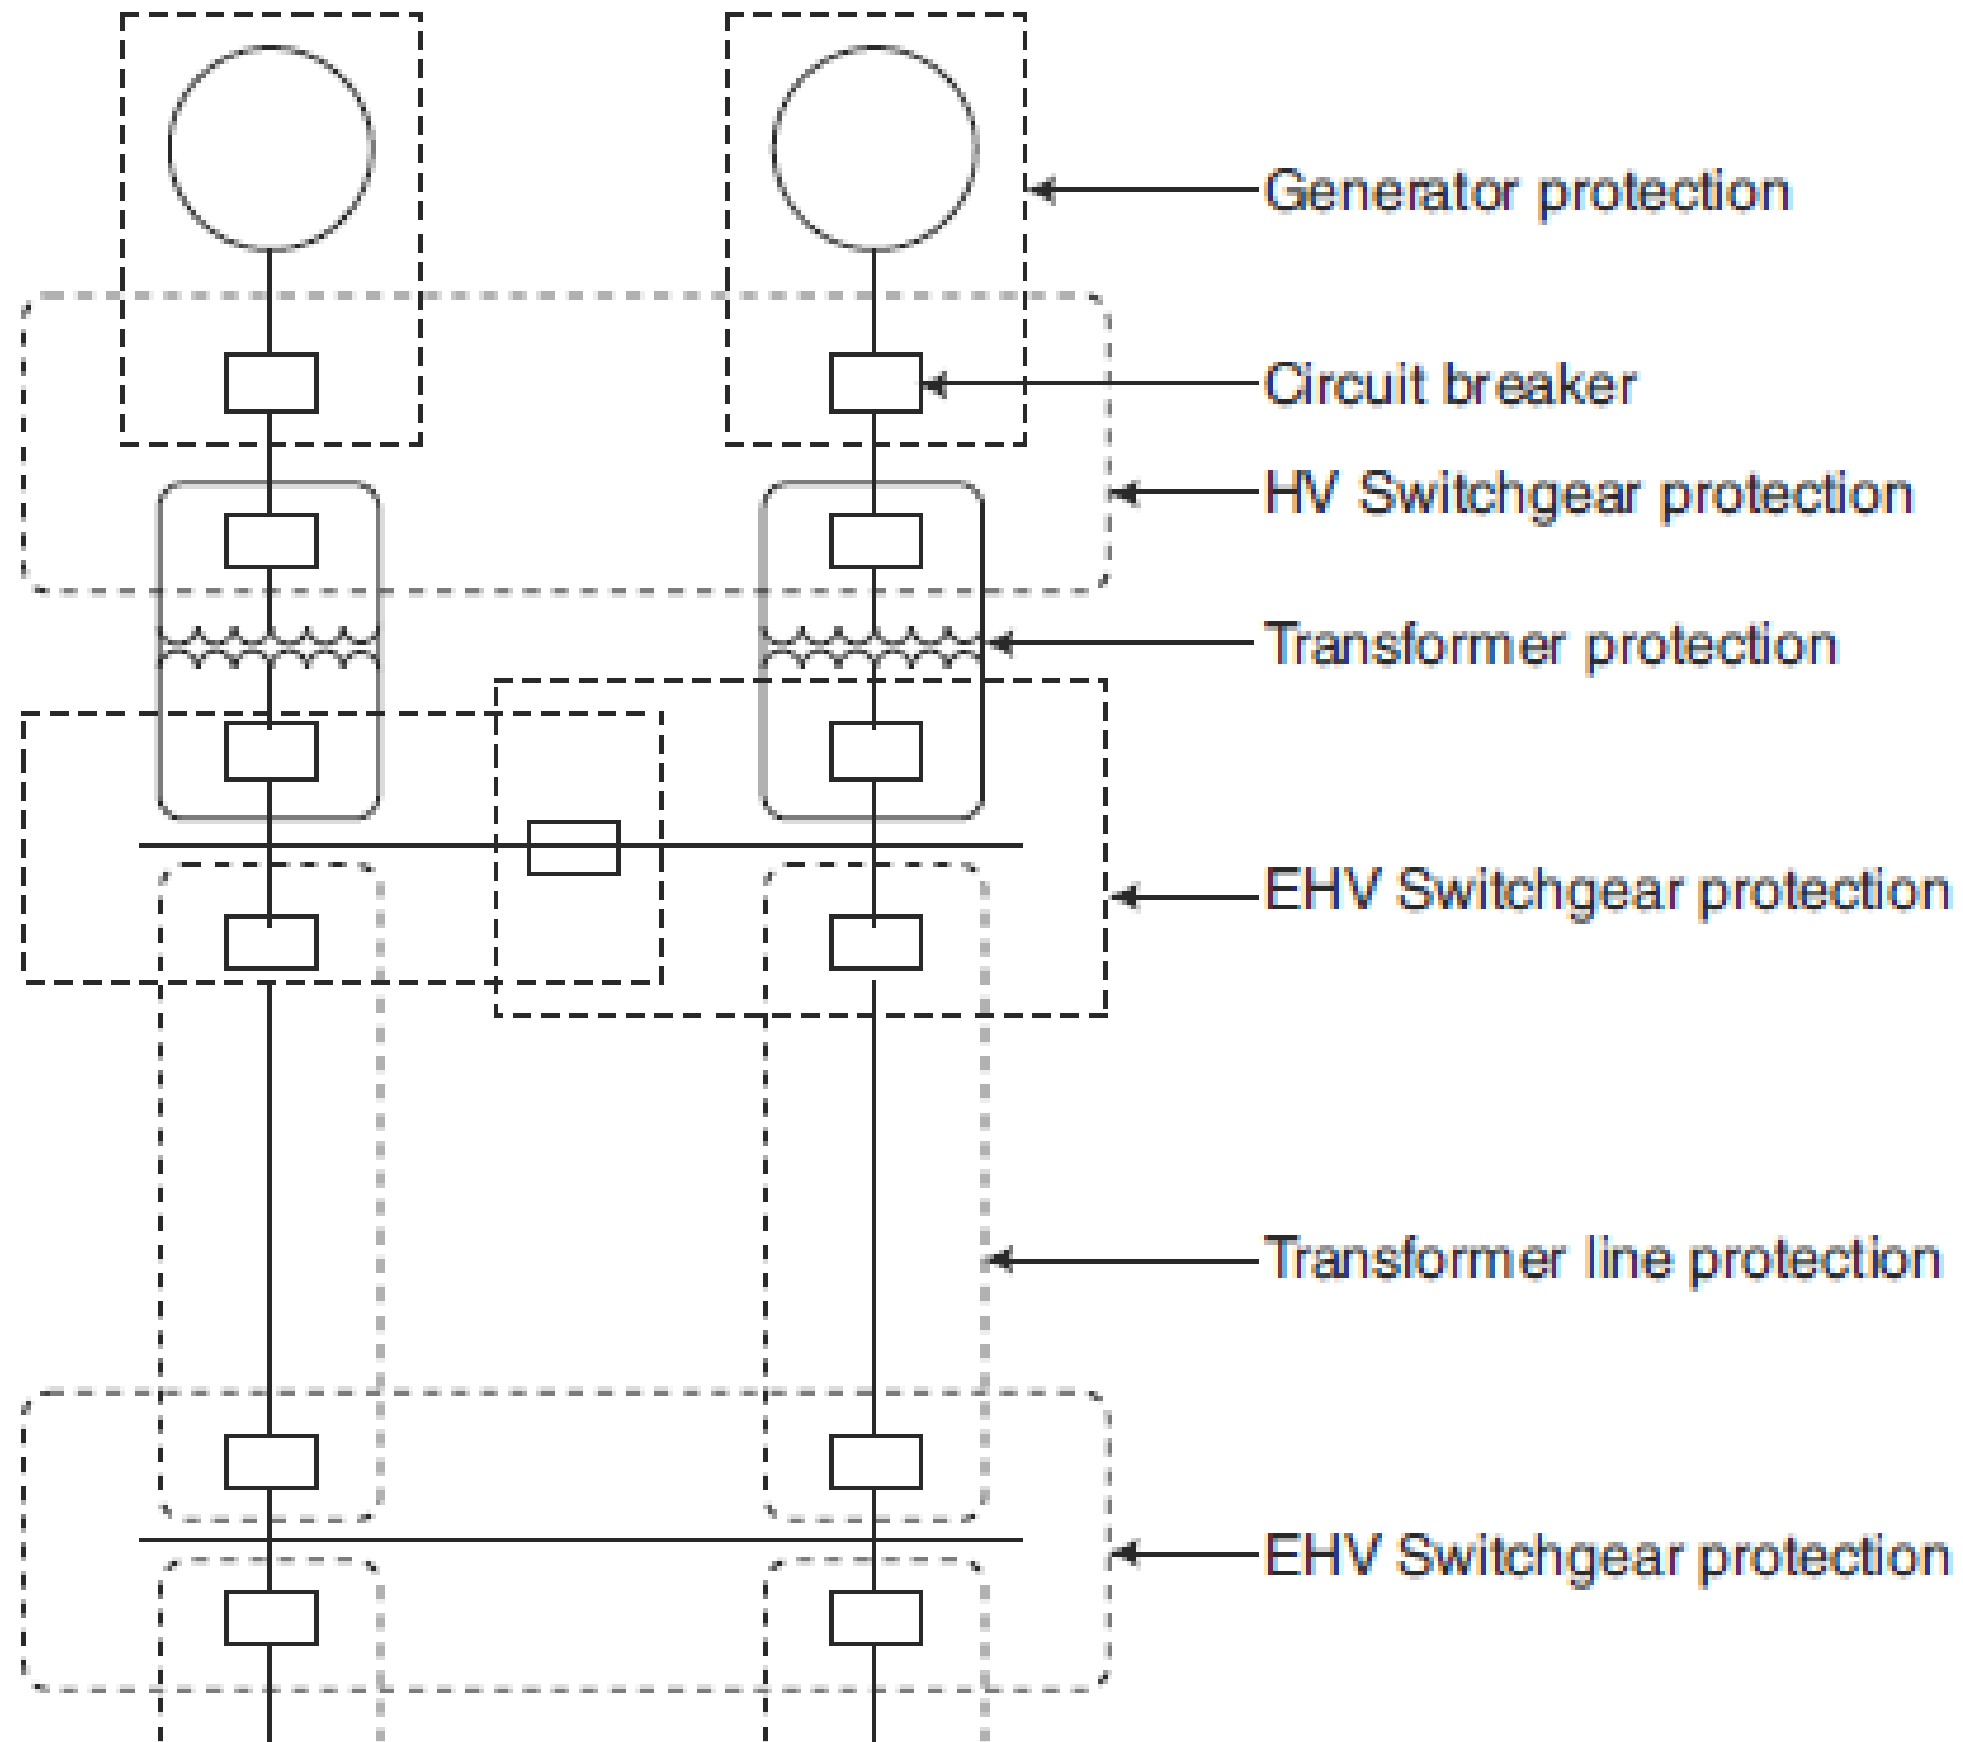 Generator protection
Circuit breaker
HV Switchgear protection
Transformer protection
EHV Switchgear protection
Transformer line protection
EHV Switchgear protection